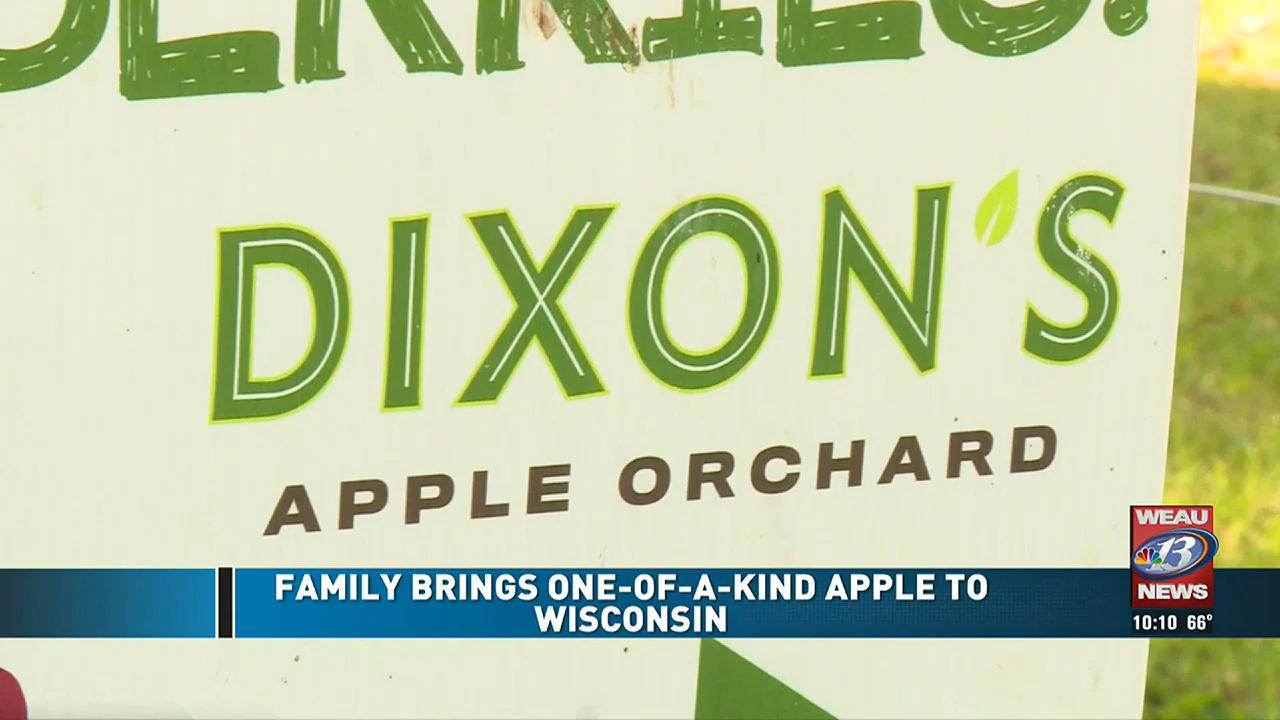 DIXON'S
APPLE ORCHARD
FAMILY BRINGS ONE-OF-A-KIND APPLE TO
WISCONSIN
WEAU
13
NEWS
10:10 66°